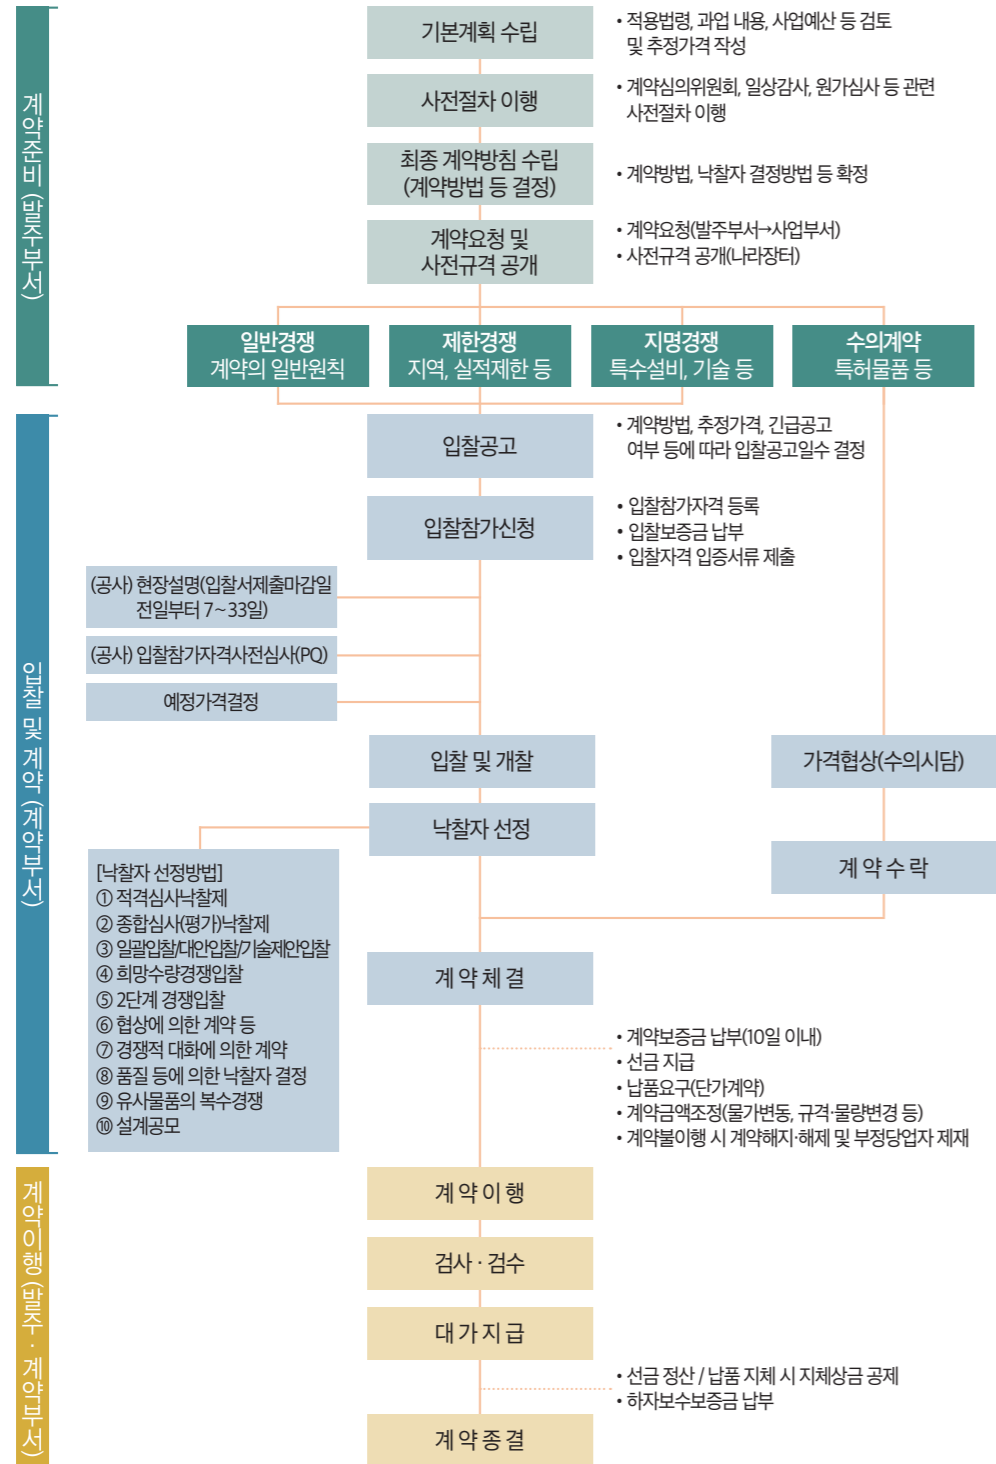 계약준비 (발주부서)
기본계획 수립
• 적용법령, 과업 내용, 사업예산 등 검토
및 추정가격 작성
사전절차 이행
• 계약심의위원회, 일상감사, 원가심사 등 관련
사전절차 이행
최종 계약방침 수립
(계약방법 등 결정)
• 계약방법, 낙찰자 결정방법 등 확정
계약요청 및
사전규격 공개
• 계약요청(발주부서→사업부서)
• 사전규격 공개(나라장터)
일반경쟁
계약의 일반원칙
제한경쟁
지역, 실적제한 등
지명경쟁
특수설비, 기술 등
수의계약
특허물품 등
입찰 및 계약 (계약부서)
입찰공고
• 계약방법, 추정가격, 긴급공고
여부 등에 따라 입찰공고일수 결정
입찰참가신청
• 입찰참가자격 등록
• 입찰보증금 납부
• 입찰자격 입증서류 제출
(공사) 현장설명(입찰서제출마감일
전일부터 7~33일)
(공사) 입찰참가자격사전심사(PQ)
예정가격결정
입찰 및 개찰
가격협상(수의시담)
낙찰자 선정
계약수락
[낙찰자 선정방법]
① 적격심사낙찰제
② 종합심사(평가)낙찰제
③ 일괄입찰/대안입찰/기술제안입찰
④ 희망수량경쟁입찰
⑤ 2단계 경쟁입찰
⑥ 협상에 의한 계약 등
⑦ 경쟁적 대화에 의한 계약
⑧ 품질 등에 의한 낙찰자 결정
⑨ 유사물품의 복수경쟁
⑩ 설계공모
계약체결
• 계약보증금 납부(10일 이내)
• 선금 지급
• 납품요구(단가계약)
• 계약금액조정(물가변동, 규격·물량변경 등)
• 계약불이행 시 계약해지·해제 및 부정당업자 제재
계약이행 (발주·계약부서)
계약이행
검사 · 검수
대가지급
• 선금 정산 / 납품 지체 시 지체상금 공제
• 하자보수보증금 납부
계약종결